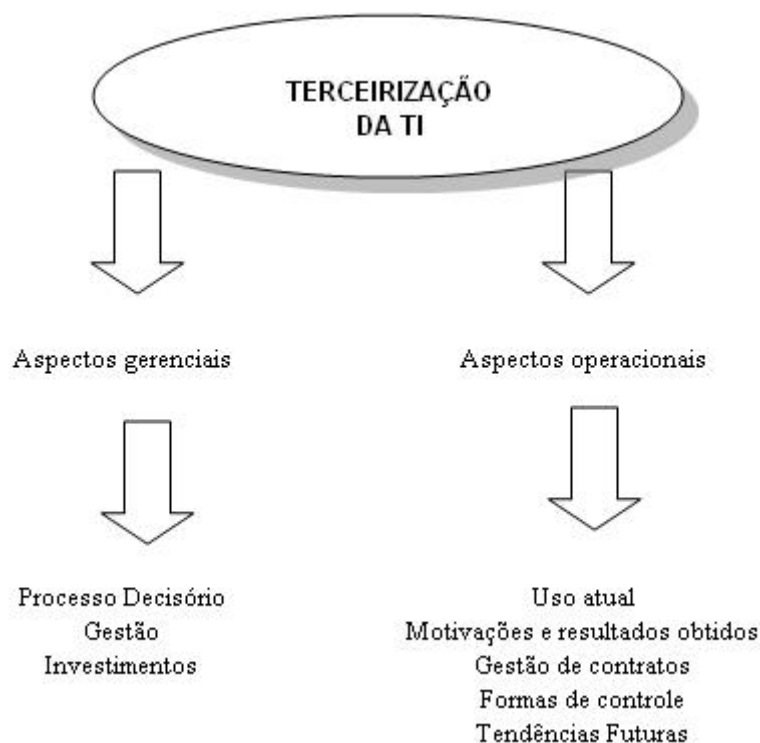 TERCEIRIZAÇÃO
DA TI
Aspectos gerenciais
Aspectos operacionais
Processo Decisório
Gestão
Investimentos
Uso atual
Motivações e resultados obtidos
Gestão de contratos
Formas de controle
Tendências Futuras